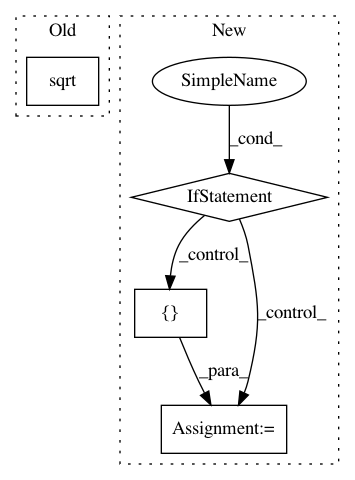 Old
New
sqrt
SimpleName
_cond_
IfStatement
_control_
_control_
{}
_para_
Assignment:=